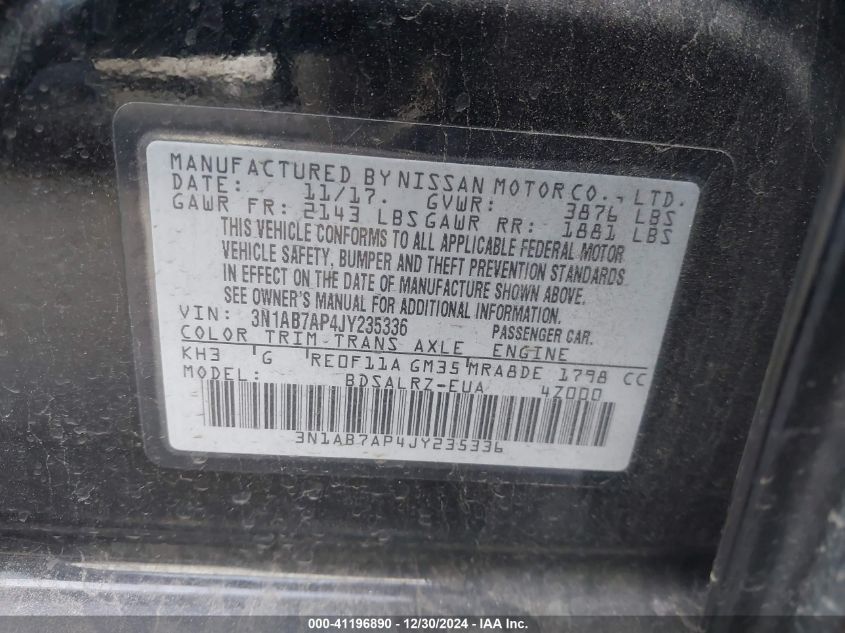 MANUFACTURED BY NISSAN MOTOR CO., LTD.
DATE: 11/17. GVWR: 3876 LBS
GAWR FR: 2143 LBS GAWR RR: 1881 LBS
THIS VEHICLE CONFORMS TO ALL APPLICABLE FEDERAL MOTOR
VEHICLE SAFETY, BUMPER AND THEFT PREVENTION STANDARDS
IN EFFECT ON THE DATE OF MANUFACTURE SHOWN ABOVE.
SEE OWNER'S MANUAL FOR ADDITIONAL INFORMATION.
VIN: 3N1AB7AP4JY235336 PASSENGER CAR.
COLOR TRIM TRANS AXLE ENGINE
KH3 G RE0F11A GM35 MRA8DE 1798 CC
MODEL: BDSALRZ-EUA 4Z000
3N1AB7AP4JY235336
000-41196890 - 12/30/2024 - IAA Inc.